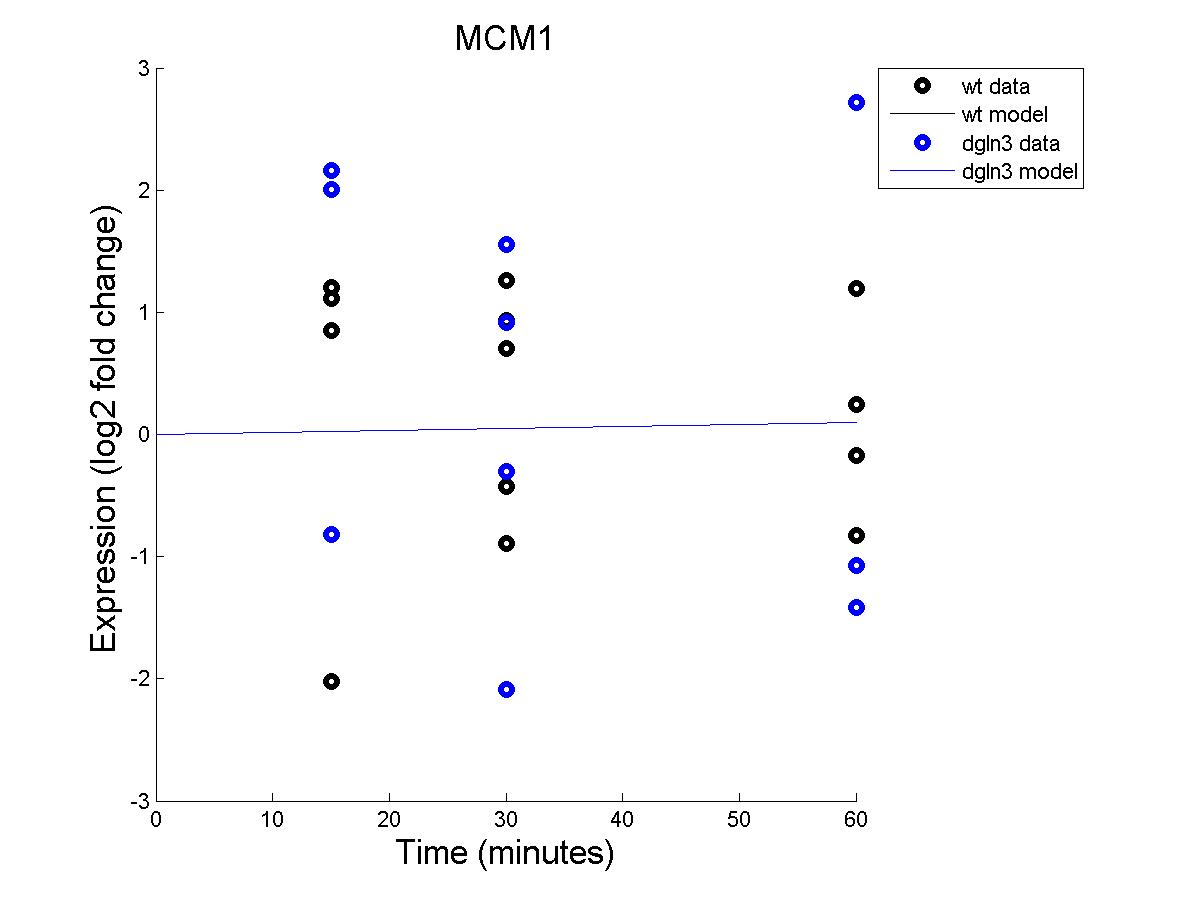 MCM1
3
2
1
0
-1
-2
-3
Expression (log2 fold change)
0 10 20 30 40 50 60
Time (minutes)
wt data
wt model
dgln3 data
dgln3 model